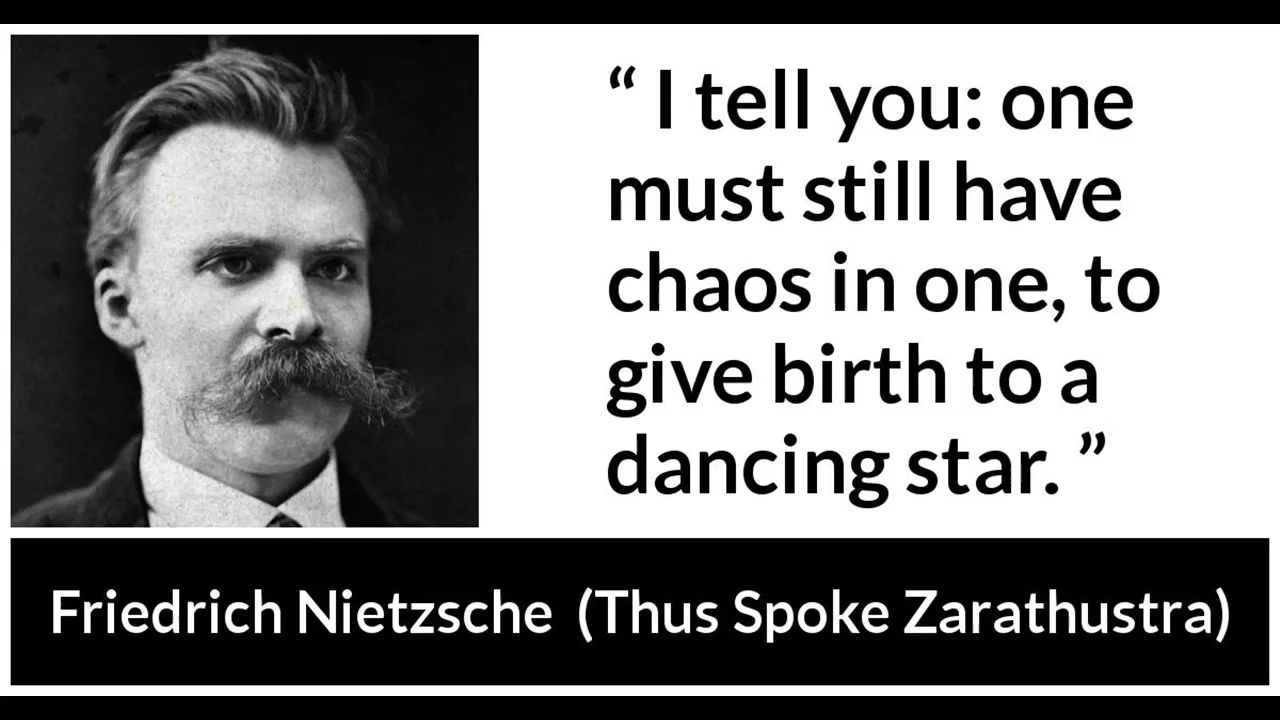 “ I tell you: one
must still have
chaos in one, to
give birth to a
dancing star. ”
Friedrich Nietzsche (Thus Spoke Zarathustra)